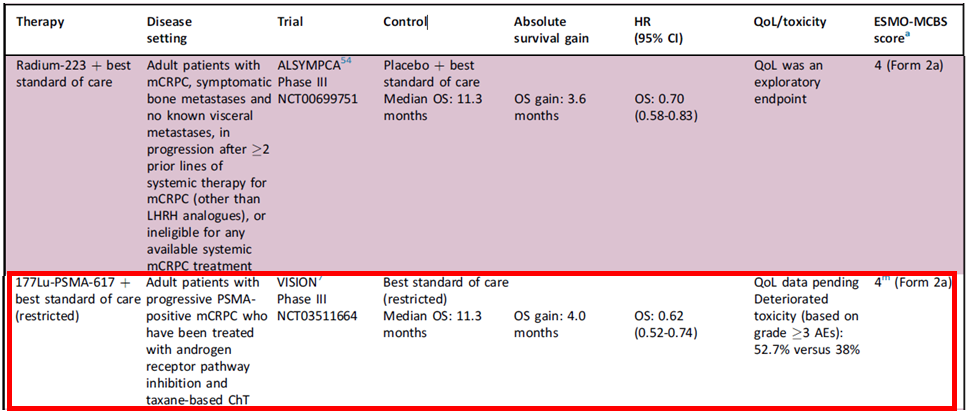 Therapy
Disease
setting
Trial
Control
Absolute
survival gain
HR
(95% CI)
QoL/toxicity
ESMO-MCBS
scoreᵃ
Radium-223 + best
standard of care
Adult patients with
mCRPC, symptomatic
bone metastases and
no known visceral
metastases, in
progression after ≥2
prior lines of
systemic therapy for
mCRPC (other than
LHRH analogues), or
ineligible for any
available systemic
mCRPC treatment
ALSYMPCA⁵⁴
Phase III
NCT00699751
Placebo + best
standard of care
Median OS: 11.3
months
OS gain: 3.6
months
OS: 0.70
(0.58-0.83)
QoL was an
exploratory
endpoint
4 (Form 2a)
177Lu-PSMA-617 +
best standard of care
(restricted)
Adult patients with
progressive PSMA-
positive mCRPC who
have been treated
with androgen
receptor pathway
inhibition and
taxane-based ChT
VISION⁷
Phase III
NCT03511664
Best standard of care
(restricted)
Median OS: 11.3
months
OS gain: 4.0
months
OS: 0.62
(0.52-0.74)
QoL data pending
Deteriorated
toxicity (based on
grade ≥3 AEs):
52.7% versus 38%
4ᵐ (Form 2a)